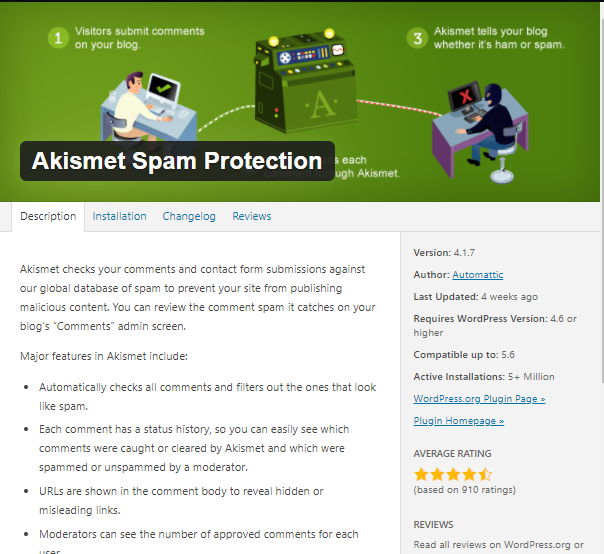 1 Visitors submit comments
on your blog.
3 Akismet tells your blog
whether it's ham or spam.
A
each
through Akismet.
Akismet Spam Protection
Description Installation Changelog Reviews
Akismet checks your comments and contact form submissions against
our global database of spam to prevent your site from publishing
malicious content. You can review the comment spam it catches on your
blog's "Comments" admin screen.
Major features in Akismet include:
• Automatically checks all comments and filters out the ones that look
like spam.
• Each comment has a status history, so you can easily see which
comments were caught or cleared by Akismet and which were
spammed or unspammed by a moderator.
• URLs are shown in the comment body to reveal hidden or
misleading links.
• Moderators can see the number of approved comments for each
user.
Version: 4.1.7
Author: Automattic
Last Updated: 4 weeks ago
Requires WordPress Version: 4.6 or
higher
Compatible up to: 5.6
Active Installations: 5+ Million
WordPress.org Plugin Page »
Plugin Homepage »
AVERAGE RATING
(based on 910 ratings)
REVIEWS
Read all reviews on WordPress.org or